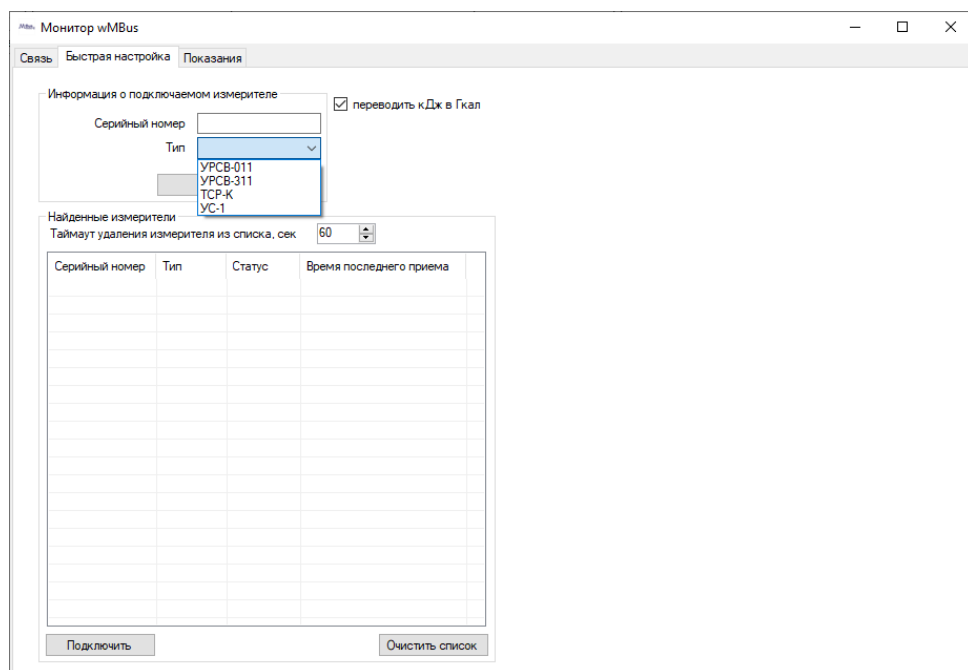 Монитор wMBus
Связь Быстрая настройка Показания
Информация о подключаемом измерителе
переводить кДж в Гкал
Серийный номер
Тип
УРСВ-011
УРСВ-311
ТСР-К
УС-1
Найденные измерители
Таймаут удаления измерителя из списка, сек 60
Серийный номер Тип Статус Время последнего приема
Подключить Очистить список